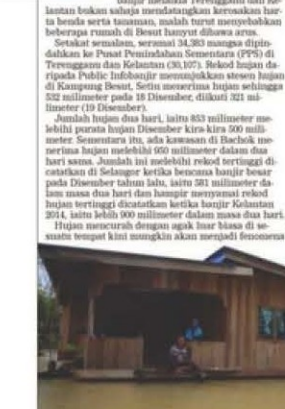 banjir melanda Terengganu dan Ke-
lantan bukan sahaja mendatangkan kerosakan har-
ta benda serta tanaman, malah turut menyebabkan
beberapa rumah di Besut hanyut dibawa arus.
Setakat semalam, seramai 34,383 mangsa dipin-
dahkan ke Pusat Pemindahan Sementara (PPS) di
Terengganu dan Kelantan (30,107). Rekod hujan da-
ripada Public Infobanjir menunjukkan stesen hujan
di Kampung Besut, Setiu menerima hujan sehingga
532 milimeter pada 18 Disember, diikuti 321 mi-
limeter (19 Disember).
Jumlah hujan dua hari, iaitu 853 milimeter me-
lebihi purata hujan Disember kira-kira 500 mili-
meter. Sementara itu, ada kawasan di Bachok me-
nerima hujan melebihi 950 milimeter dalam dua
hari sama. Jumlah ini melebihi rekod tertinggi di-
catatkan di Selangor ketika bencana banjir besar
pada Disember tahun lalu, iaitu 381 milimeter da-
lam masa dua hari dan hampir menyamai rekod
hujan tertinggi dicatatkan ketika banjir Kelantan
2014, iaitu lebih 900 milimeter dalam masa dua hari.
Hujan mencurah dengan agak luar biasa di se-
suatu tempat kini mungkin akan menjadi fenomena